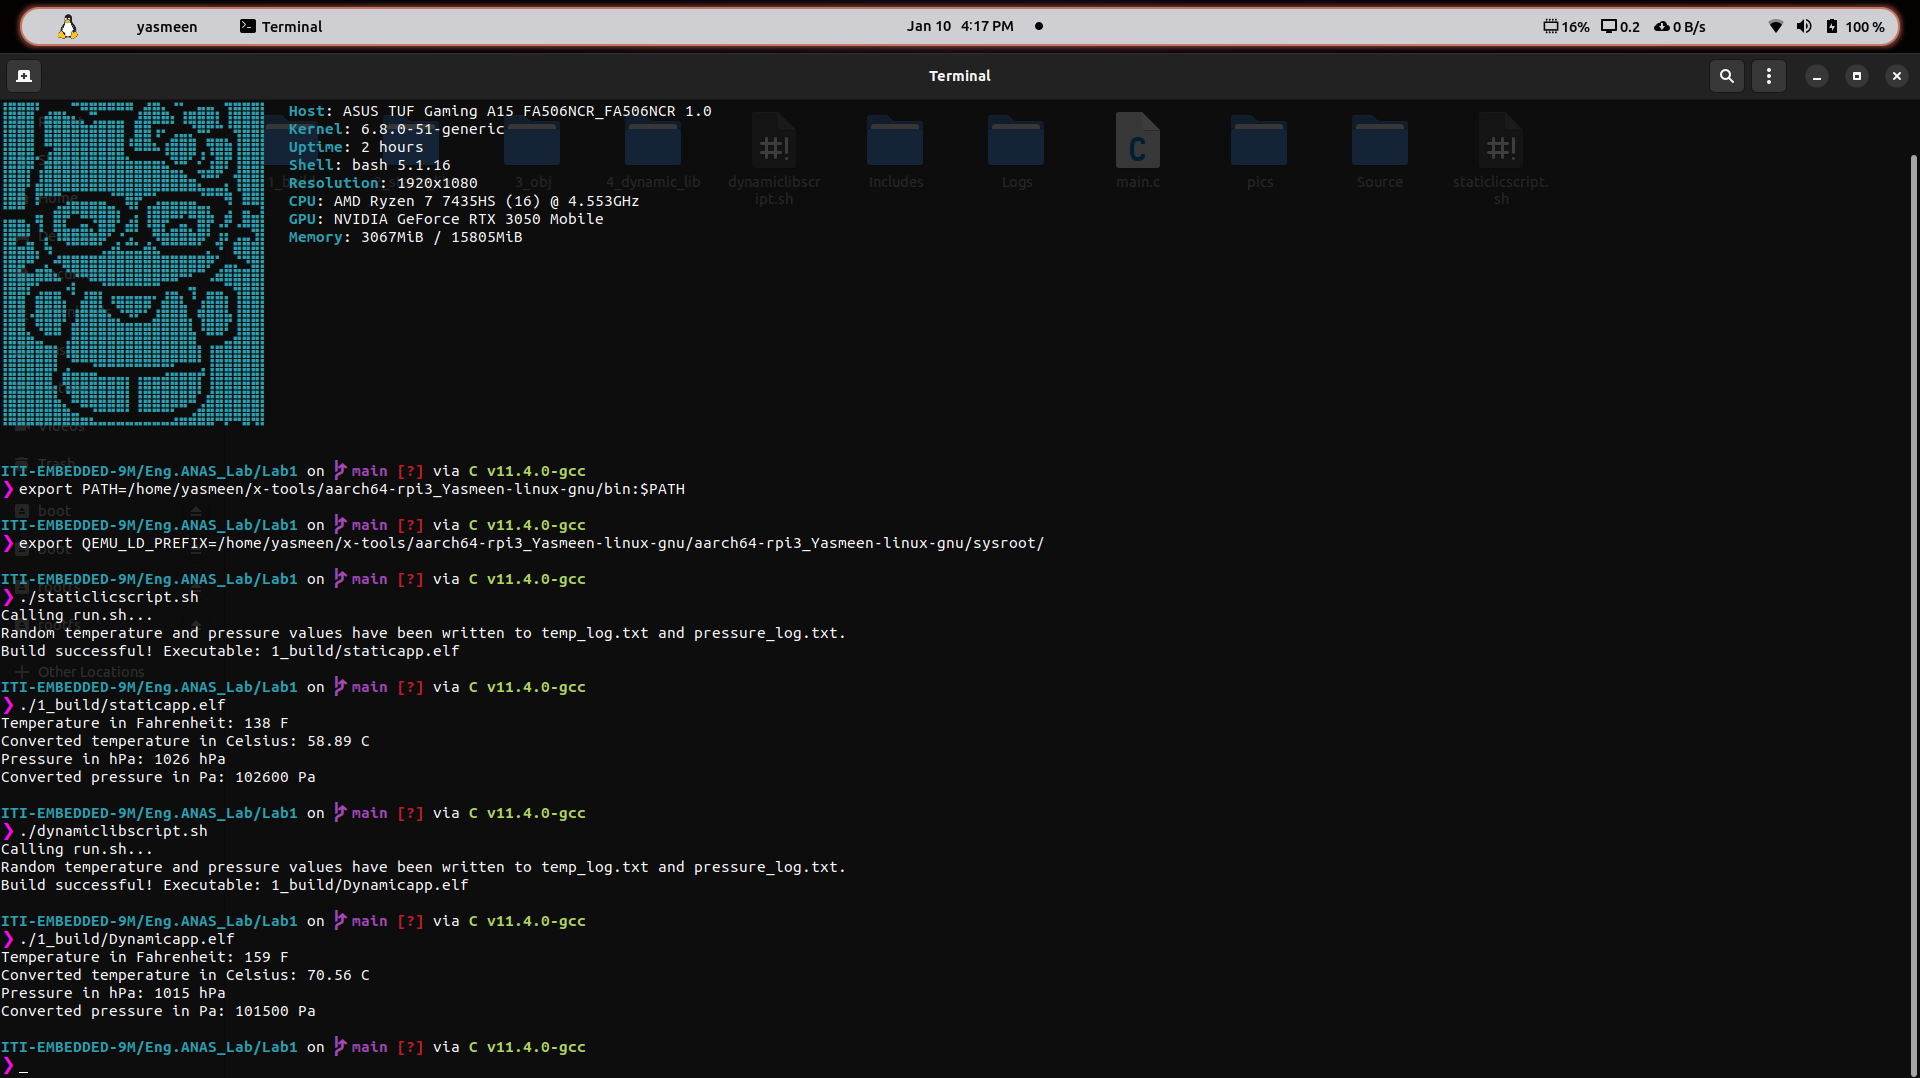 yasmeen Terminal Jan 10 4:17 PM 16% 0.2 0 B/s 100 %
Terminal
Host: ASUS TUF Gaming A15 FA506NCR_FA506NCR 1.0
Kernel: 6.8.0-51-generic
Uptime: 2 hours
Shell: bash 5.1.16
Resolution: 1920x1080
CPU: AMD Ryzen 7 7435HS (16) @ 4.553GHz
GPU: NVIDIA GeForce RTX 3050 Mobile
Memory: 3067MiB / 15805MiB
3_obj 4_dynamic_lib dynamiclibscr Includes Logs main.c pics Source staticlicscript.
ipt.sh sh
Home
Videos
Trash
ITI-EMBEDDED-9M/Eng.ANAS_Lab/Lab1 on main [?] via C v11.4.0-gcc
❯ export PATH=/home/yasmeen/x-tools/aarch64-rpi3_Yasmeen-linux-gnu/bin:$PATH
boot
ITI-EMBEDDED-9M/Eng.ANAS_Lab/Lab1 on main [?] via C v11.4.0-gcc
❯ export QEMU_LD_PREFIX=/home/yasmeen/x-tools/aarch64-rpi3_Yasmeen-linux-gnu/aarch64-rpi3_Yasmeen-linux-gnu/sysroot/
ITI-EMBEDDED-9M/Eng.ANAS_Lab/Lab1 on main [?] via C v11.4.0-gcc
❯ ./staticlicscript.sh
Calling run.sh...
Random temperature and pressure values have been written to temp_log.txt and pressure_log.txt.
Build successful! Executable: 1_build/staticapp.elf
Other Locations
ITI-EMBEDDED-9M/Eng.ANAS_Lab/Lab1 on main [?] via C v11.4.0-gcc
❯ ./1_build/staticapp.elf
Temperature in Fahrenheit: 138 F
Converted temperature in Celsius: 58.89 C
Pressure in hPa: 1026 hPa
Converted pressure in Pa: 102600 Pa
ITI-EMBEDDED-9M/Eng.ANAS_Lab/Lab1 on main [?] via C v11.4.0-gcc
❯ ./dynamiclibscript.sh
Calling run.sh...
Random temperature and pressure values have been written to temp_log.txt and pressure_log.txt.
Build successful! Executable: 1_build/Dynamicapp.elf
ITI-EMBEDDED-9M/Eng.ANAS_Lab/Lab1 on main [?] via C v11.4.0-gcc
❯ ./1_build/Dynamicapp.elf
Temperature in Fahrenheit: 159 F
Converted temperature in Celsius: 70.56 C
Pressure in hPa: 1015 hPa
Converted pressure in Pa: 101500 Pa
ITI-EMBEDDED-9M/Eng.ANAS_Lab/Lab1 on main [?] via C v11.4.0-gcc
❯ _